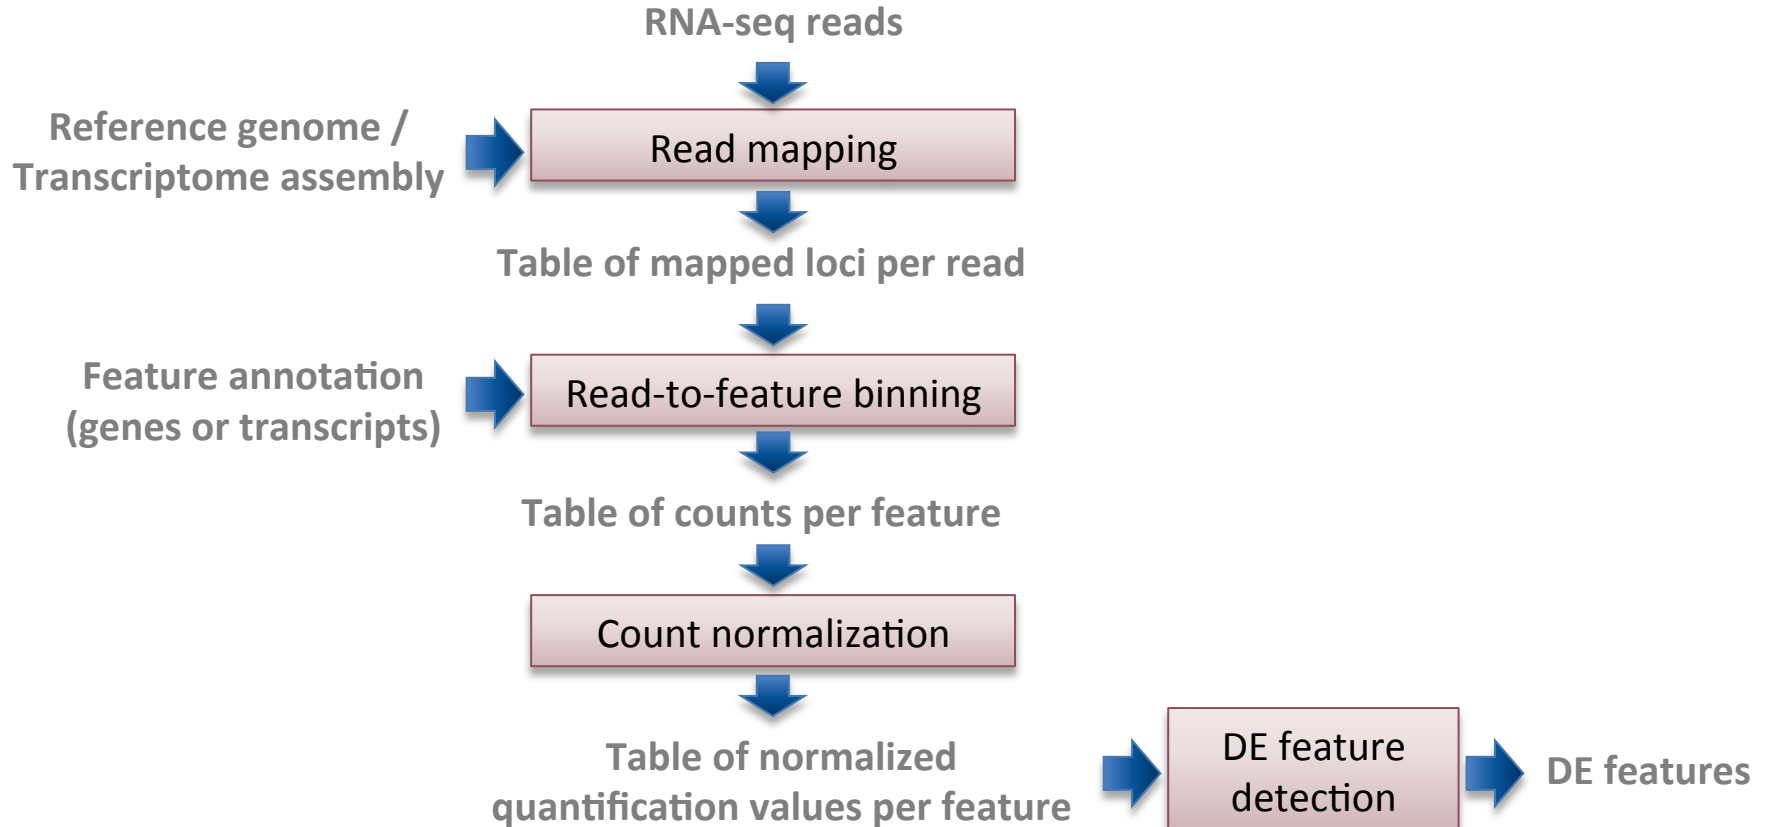 RNA-seq reads
Reference genome /
Transcriptome assembly
Read mapping
Table of mapped loci per read
Feature annotation
(genes or transcripts)
Read-to-feature binning
Table of counts per feature
Count normalization
Table of normalized
quantification values per feature
DE feature
detection
DE features